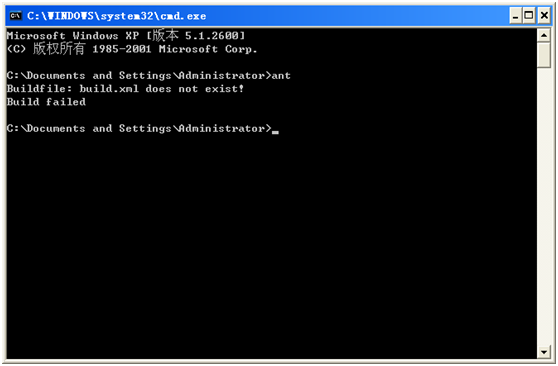 C:\WINDOWS\system32\cmd.exe
Microsoft Windows XP [版本 5.1.2600]
(C) 版权所有 1985-2001 Microsoft Corp.
C:\Documents and Settings\Administrator>ant
Buildfile: build.xml does not exist!
Build failed
C:\Documents and Settings\Administrator>